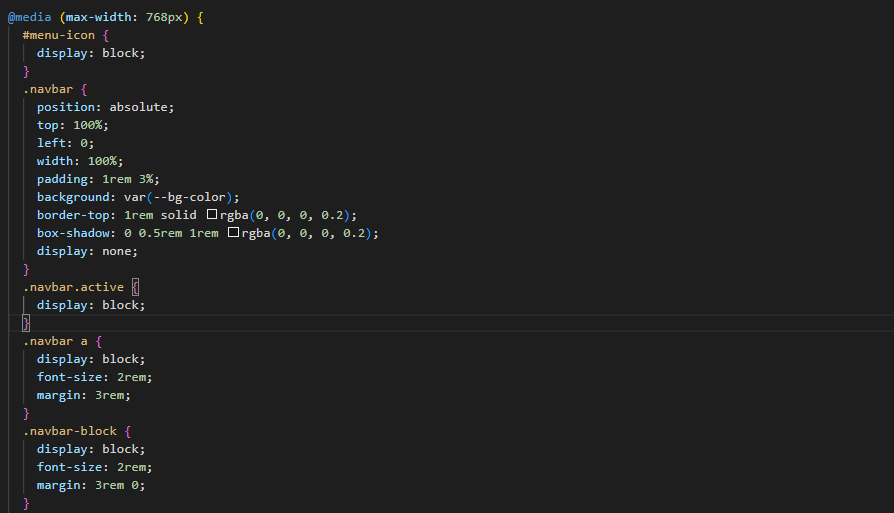 @media (max-width: 768px) {
  #menu-icon {
    display: block;
  }
  .navbar {
    position: absolute;
    top: 100%;
    left: 0;
    width: 100%;
    padding: 1rem 3%;
    background: var(--bg-color);
    border-top: 1rem solid rgba(0, 0, 0, 0.2);
    box-shadow: 0 0.5rem 1rem rgba(0, 0, 0, 0.2);
    display: none;
  }
  .navbar.active {
    display: block;
  }
  .navbar a {
    display: block;
    font-size: 2rem;
    margin: 3rem;
  }
  .navbar-block {
    display: block;
    font-size: 2rem;
    margin: 3rem 0;
  }